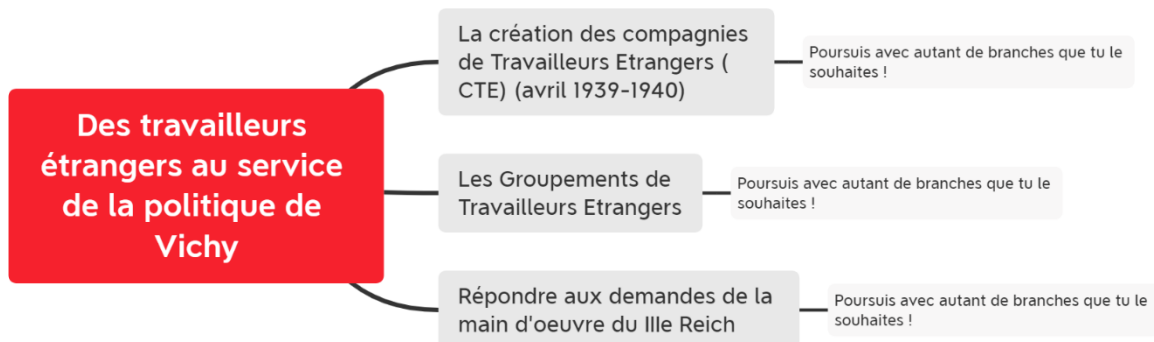 Des travailleurs
étrangers au service
de la politique de
Vichy
La création des compagnies
de Travailleurs Etrangers (
CTE) (avril 1939-1940)
Poursuis avec autant de branches que tu le
souhaites !
Les Groupements de
Travailleurs Etrangers
Poursuis avec autant de branches que tu le
souhaites !
Répondre aux demandes de la
main d'oeuvre du IIIe Reich
Poursuis avec autant de branches que tu le
souhaites !